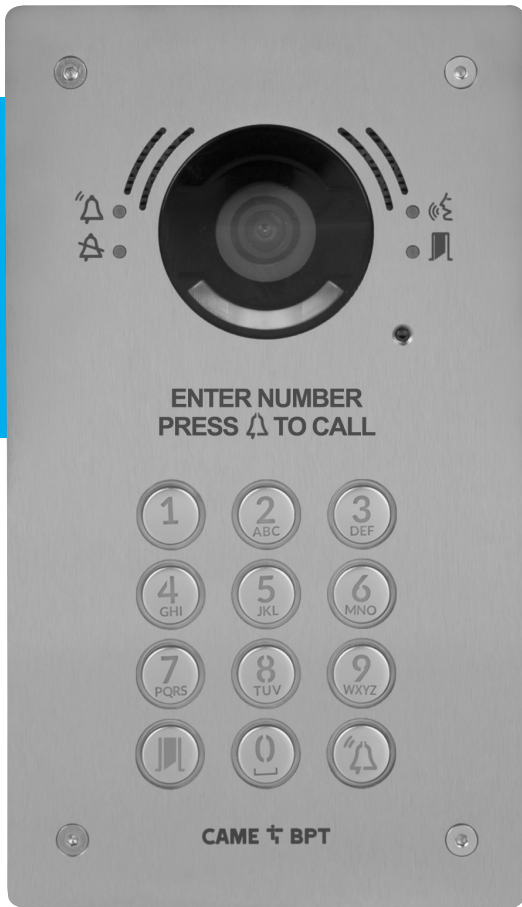 ENTER NUMBER
PRESS TO CALL
1
2
ABC
3
DEF
4
GHI
5
JKL
6
MNO
7
PQRS
8
TUV
9
WXYZ
0
CAME BPT